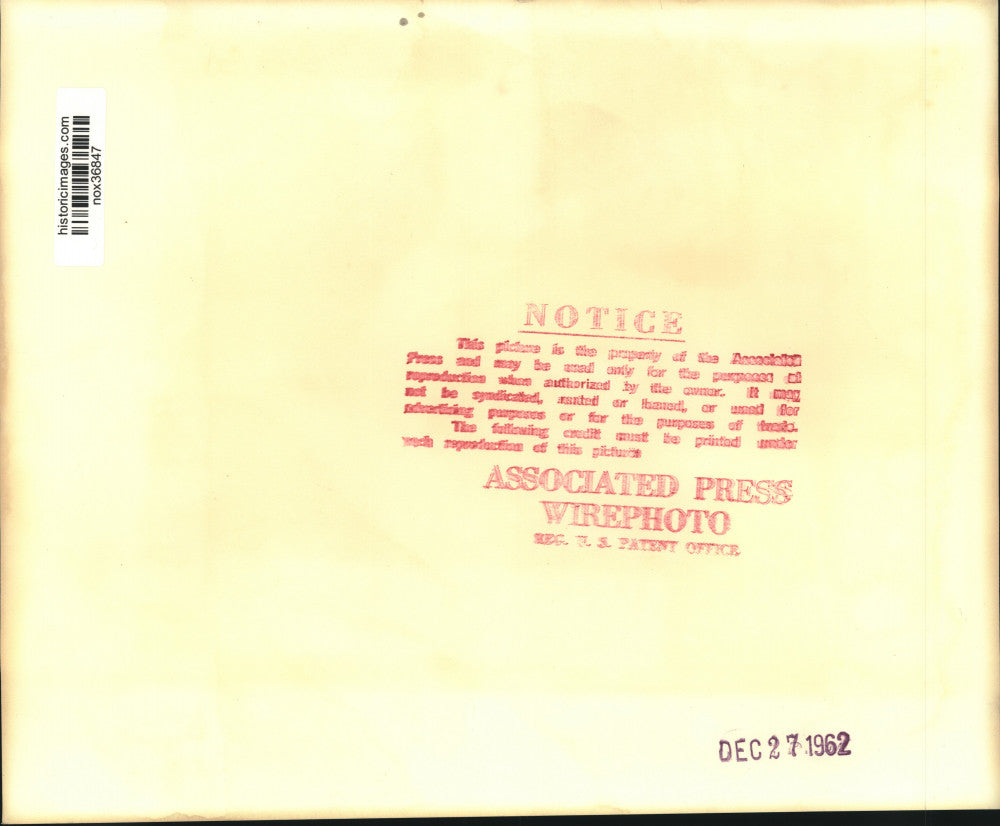 historicimages.com
nox36847
NOTICE
This picture is the property of the Associated
Press and may be used only for the purposes of
reproduction when authorized by the owner. It may
not be syndicated, rented or loaned, or used for
advertising purposes or for the purposes of trade.
The following credit must be printed under
each reproduction of this picture
ASSOCIATED PRESS
WIREPHOTO
REG. U. S. PATENT OFFICE
DEC 27 1962